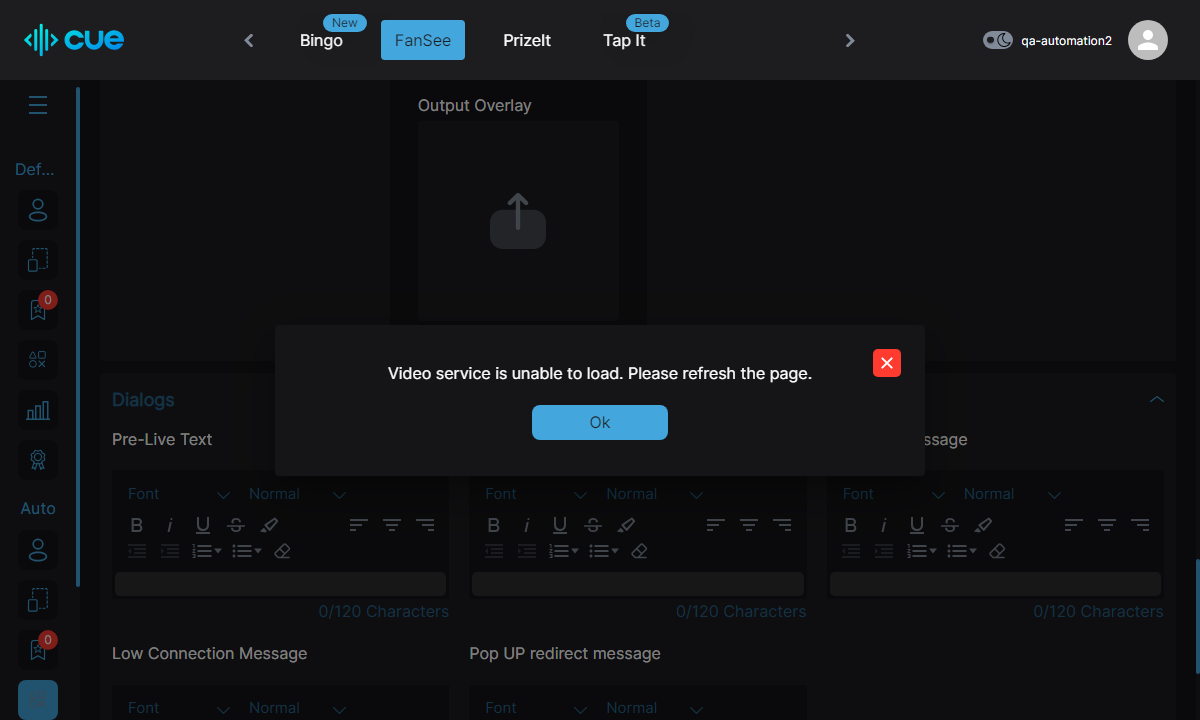 cue
Bingo
New
FanSee
PrizeIt
Tap It
Beta
qa-automation2
Def...
0
Auto
0
Output Overlay
Video service is unable to load. Please refresh the page.
Ok
Dialogs
Pre-Live Text
ssage
Font Normal
Font Normal
Font Normal
B i U S
B i U S
B i U S
0/120 Characters
0/120 Characters
0/120 Characters
Low Connection Message
Pop UP redirect message
Font Normal
Font Normal